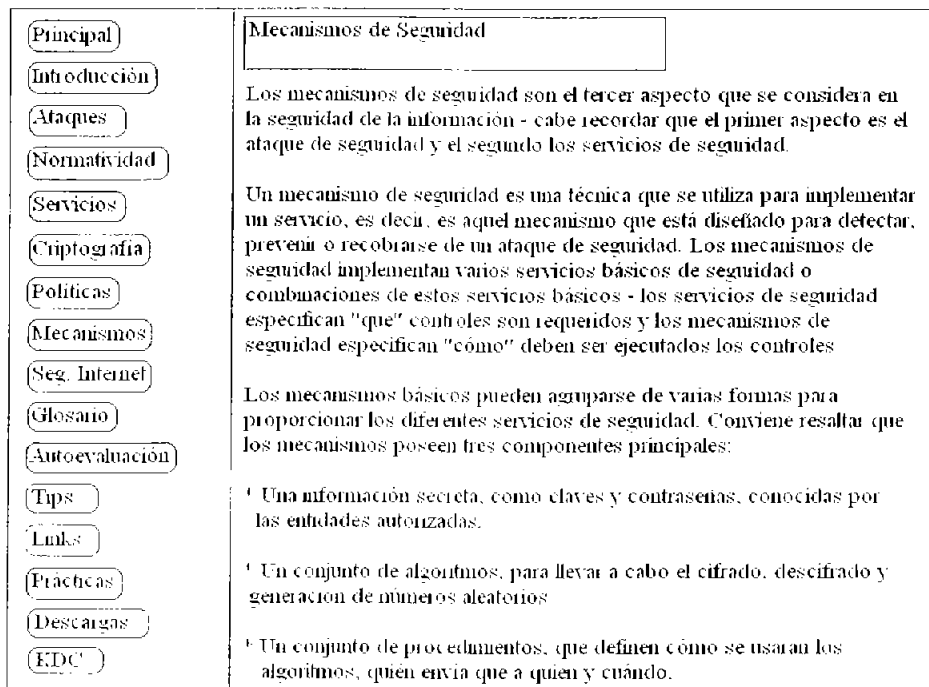 Principal
Introducción
Ataques
Normatividad
Servicios
Criptografía
Políticas
Mecanismos
Seg. Internet
Glosario
Autoevaluación
Tips
Links
Prácticas
Descargas
KDC
Mecanismos de Seguridad
Los mecanismos de seguridad son el tercer aspecto que se considera en
la seguridad de la información - cabe recordar que el primer aspecto es el
ataque de seguridad y el segundo los servicios de seguridad.
Un mecanismo de seguridad es una técnica que se utiliza para implementar
un servicio, es decir, es aquel mecanismo que está diseñado para detectar,
prevenir o recobrarse de un ataque de seguridad. Los mecanismos de
seguridad implementan varios servicios básicos de seguridad o
combinaciones de estos servicios básicos - los servicios de seguridad
especifican "que" controles son requeridos y los mecanismos de
seguridad especifican "cómo" deben ser ejecutados los controles
Los mecanismos básicos pueden agruparse de varias formas para
proporcionar los diferentes servicios de seguridad. Conviene resaltar que
los mecanismos poseen tres componentes principales:
* Una información secreta, como claves y contraseñas, conocidas por
las entidades autorizadas.
* Un conjunto de algoritmos, para llevar a cabo el cifrado, descifrado y
generación de números aleatorios
* Un conjunto de procedimientos, que definen cómo se usarán los
algoritmos, quién envía que a quien y cuándo.